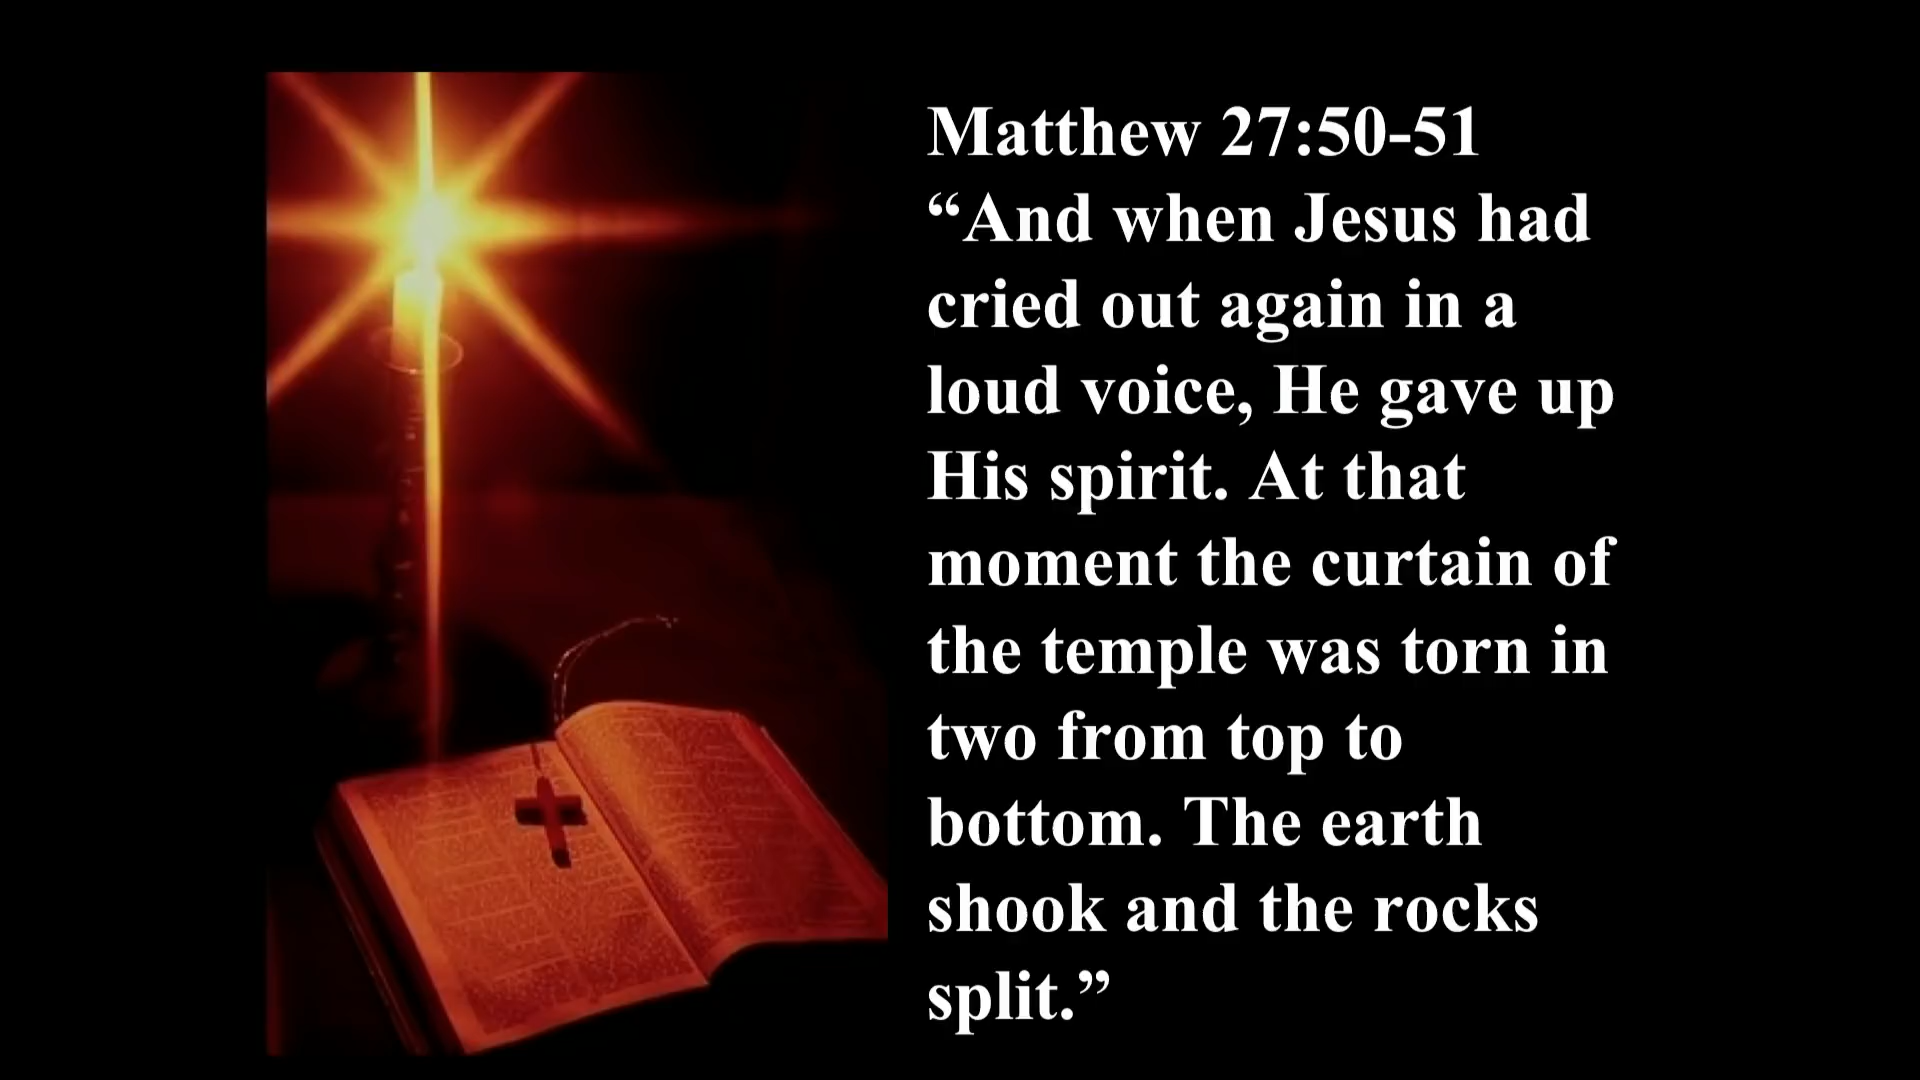 Matthew 27:50-51
“And when Jesus had
cried out again in a
loud voice, He gave up
His spirit. At that
moment the curtain of
the temple was torn in
two from top to
bottom. The earth
shook and the rocks
split.”